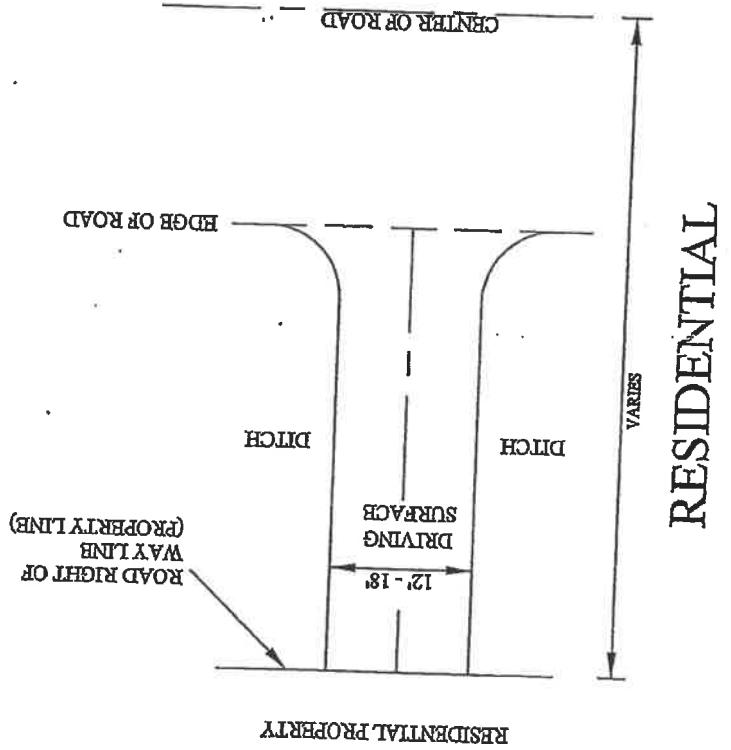 RESIDENTIAL PROPERTY
ROAD RIGHT OF
WAY LINE
(PROPERTY LINE)
12' - 18'
DRIVING
SURFACE
DITCH
DITCH
VARIES
EDGE OF ROAD
CENTER OF ROAD
RESIDENTIAL